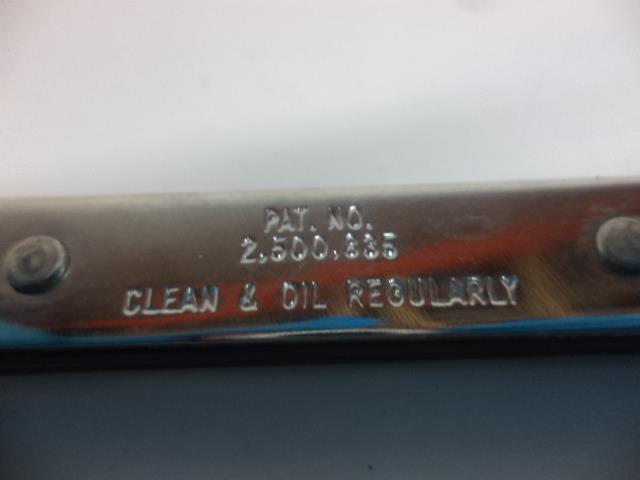 PAT. NO.
2,500,335
CLEAN & OIL REGULARLY